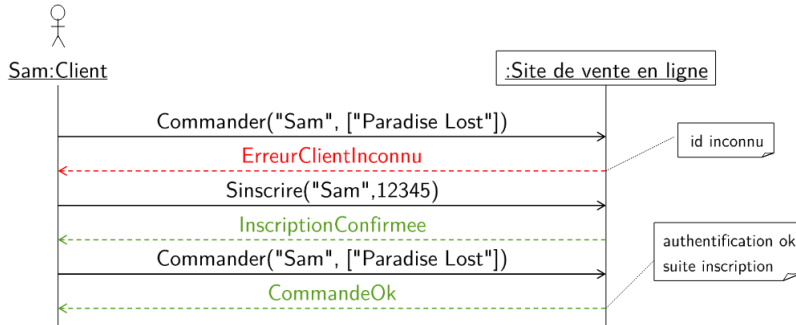 Sam:Client
:Site de vente en ligne
Commander("Sam", ["Paradise Lost"])
id inconnu
ErreurClientInconnu
Sinscrire("Sam",12345)
InscriptionConfirmee
authentification ok
suite inscription
Commander("Sam", ["Paradise Lost"])
CommandeOk